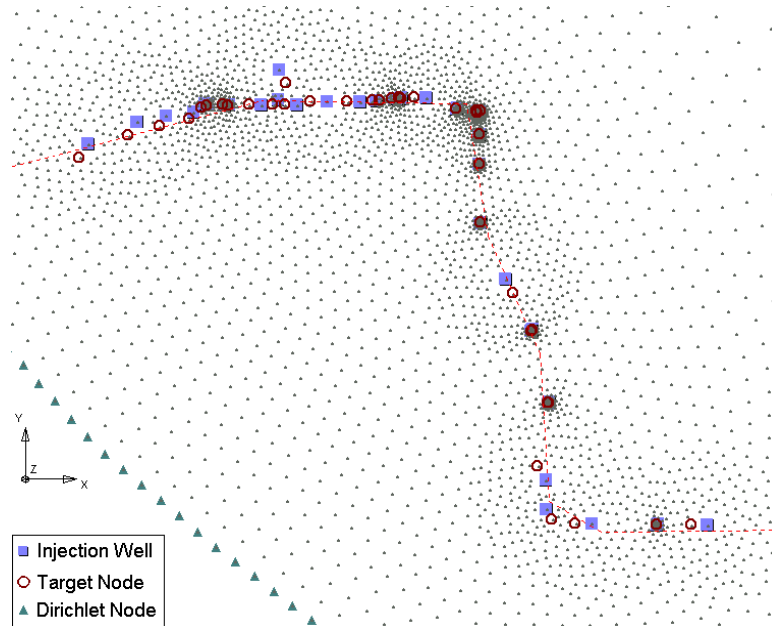 Y
Z
X
Injection Well
Target Node
Dirichlet Node